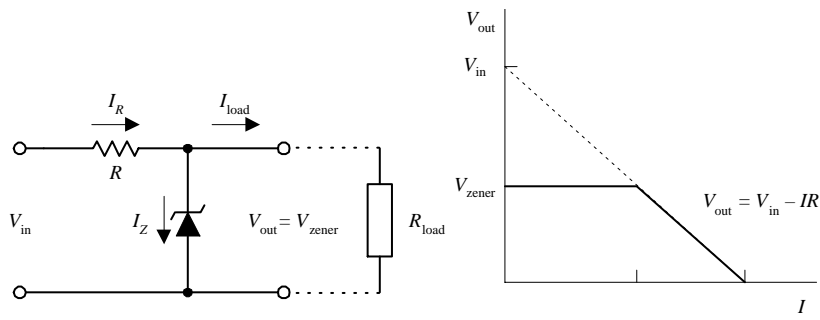 I_R
I_load
R
V_in
I_Z
V_out = V_zener
R_load
V_out
V_in
V_zener
V_out = V_in – IR
I